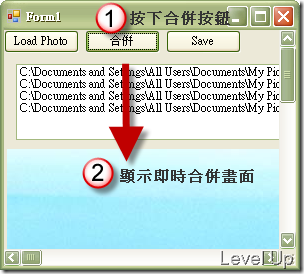 Form1
1 按下合併按鈕
Load Photo 合併 Save
C:\Documents and Settings\All Users\Documents\My Pic
C:\Documents and Settings\All Users\Documents\My Pic
C:\Documents and Settings\All Users\Documents\My Pic
C:\Documents and Settings\All Users\Documents\My Pic
2 顯示即時合併畫面
Level Up